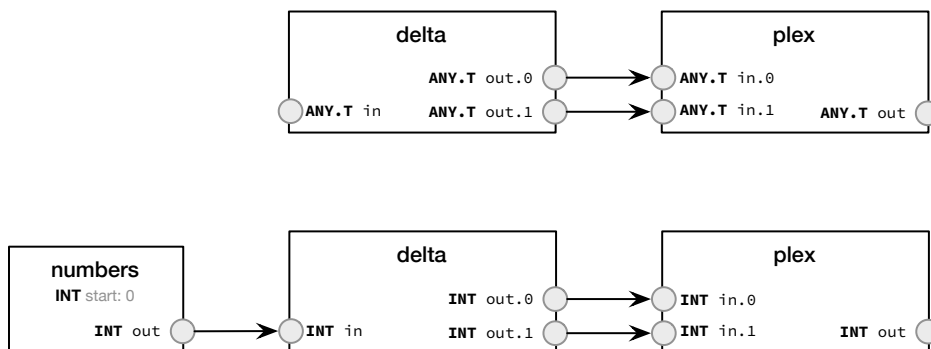 delta
plex
ANY.T out.0
ANY.T in.0
ANY.T in
ANY.T out.1
ANY.T in.1
ANY.T out
delta
plex
numbers
INT start: 0
INT out.0
INT in.0
INT out
INT in
INT out.1
INT in.1
INT out